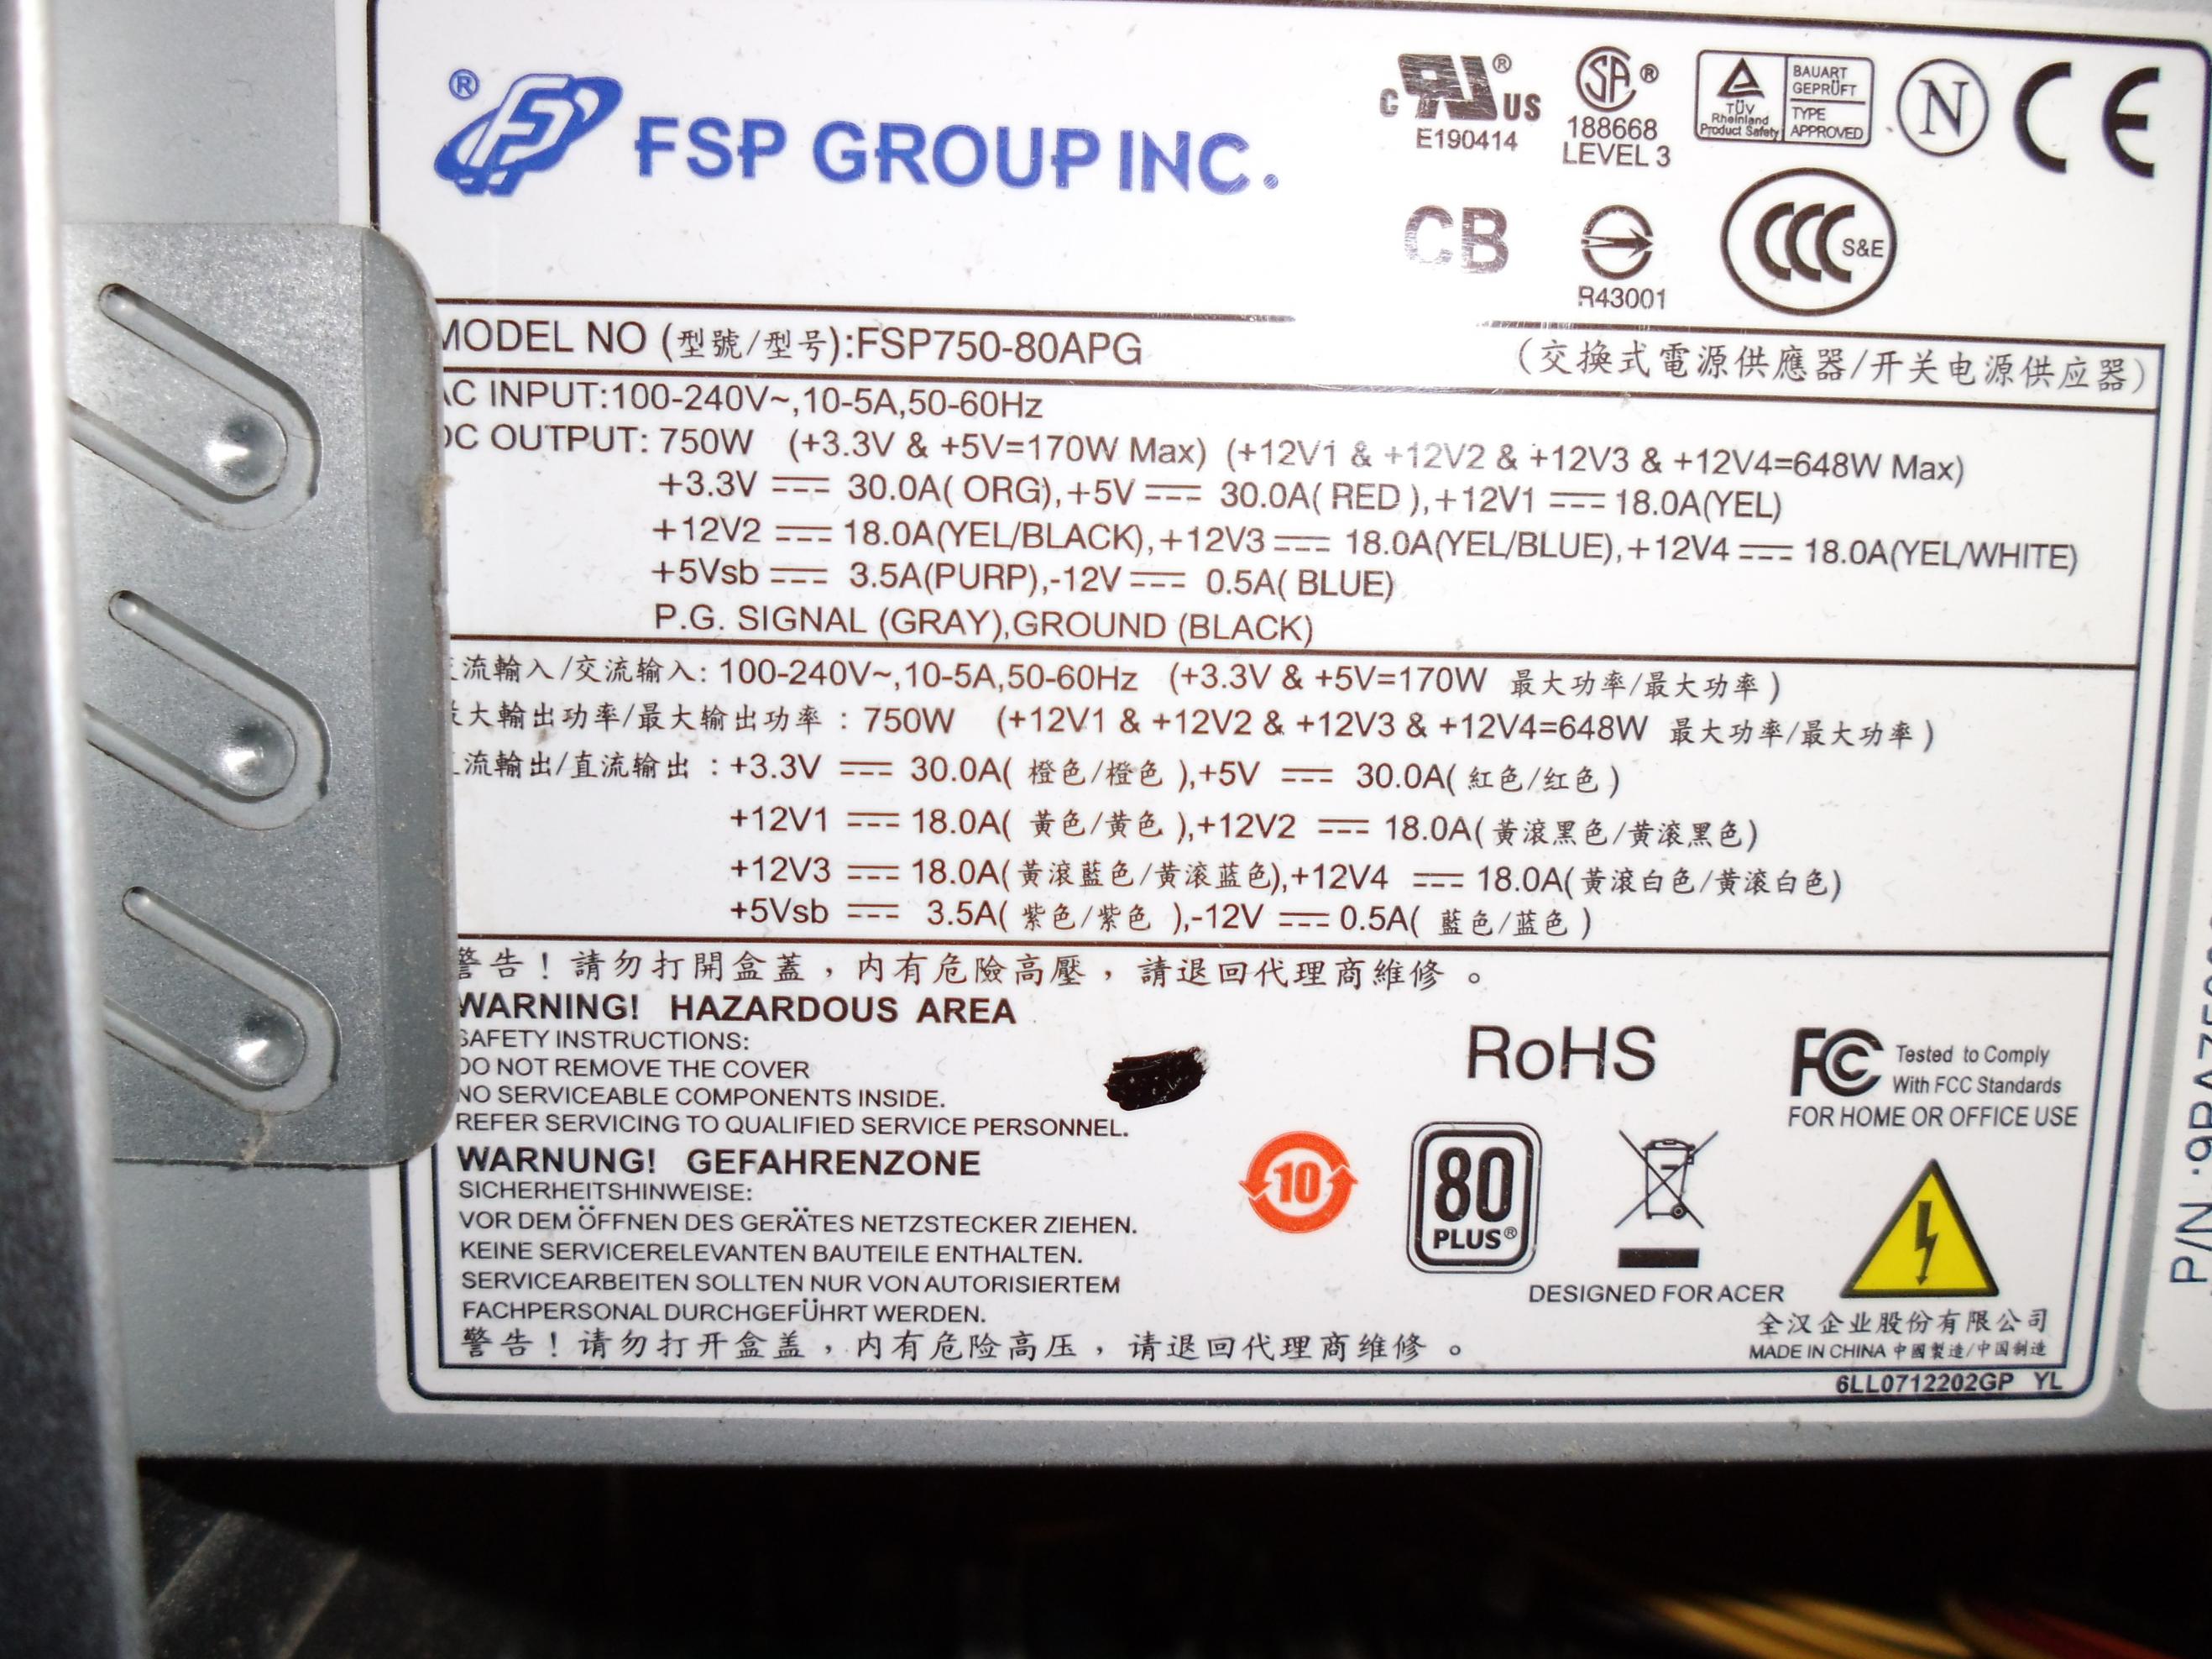 ® FSP GROUP INC.
C RU ® US
E190414
SA ®
188668
LEVEL 3
TÜV
Rheinland
Product Safety
BAUART
GEPRÜFT
TYPE
APPROVED
N
CE
CB
R43001
CCC S&E
MODEL NO (型號/型号):FSP750-80APG
(交換式電源供應器/开关电源供应器)
AC INPUT:100-240V~,10-5A,50-60Hz
DC OUTPUT: 750W (+3.3V & +5V=170W Max) (+12V1 & +12V2 & +12V3 & +12V4=648W Max)
+3.3V ⎓ 30.0A( ORG),+5V ⎓ 30.0A( RED ),+12V1 ⎓ 18.0A(YEL)
+12V2 ⎓ 18.0A(YEL/BLACK),+12V3 ⎓ 18.0A(YEL/BLUE),+12V4 ⎓ 18.0A(YEL/WHITE)
+5Vsb ⎓ 3.5A(PURP),-12V ⎓ 0.5A( BLUE)
P.G. SIGNAL (GRAY),GROUND (BLACK)
流輸入/交流输入: 100-240V~,10-5A,50-60Hz (+3.3V & +5V=170W 最大功率/最大功率)
最大輸出功率/最大输出功率 : 750W (+12V1 & +12V2 & +12V3 & +12V4=648W 最大功率/最大功率)
流輸出/直流输出 : +3.3V ⎓ 30.0A( 橙色/橙色 ),+5V ⎓ 30.0A( 紅色/红色 )
+12V1 ⎓ 18.0A( 黃色/黄色 ),+12V2 ⎓ 18.0A( 黃滾黑色/黄滚黑色)
+12V3 ⎓ 18.0A( 黃滾藍色/黄滚蓝色),+12V4 ⎓ 18.0A( 黃滾白色/黄滚白色)
+5Vsb ⎓ 3.5A( 紫色/紫色 ),-12V ⎓ 0.5A( 藍色/蓝色 )
警告！請勿打開盒蓋，內有危險高壓，請退回代理商維修。
WARNING! HAZARDOUS AREA
SAFETY INSTRUCTIONS:
DO NOT REMOVE THE COVER
NO SERVICEABLE COMPONENTS INSIDE.
REFER SERVICING TO QUALIFIED SERVICE PERSONNEL.
WARNUNG! GEFAHRENZONE
SICHERHEITSHINWEISE:
VOR DEM ÖFFNEN DES GERÄTES NETZSTECKER ZIEHEN.
KEINE SERVICERELEVANTEN BAUTEILE ENTHALTEN.
SERVICEARBEITEN SOLLTEN NUR VON AUTORISIERTEM
FACHPERSONAL DURCHGEFÜHRT WERDEN.
警告！请勿打开盒盖，内有危险高压，请退回代理商维修。
RoHS
FC Tested to Comply
With FCC Standards
FOR HOME OR OFFICE USE
10
80
PLUS®
DESIGNED FOR ACER
全汉企业股份有限公司
MADE IN CHINA 中國製造/中国制造
6LL0712202GP YL
P/N